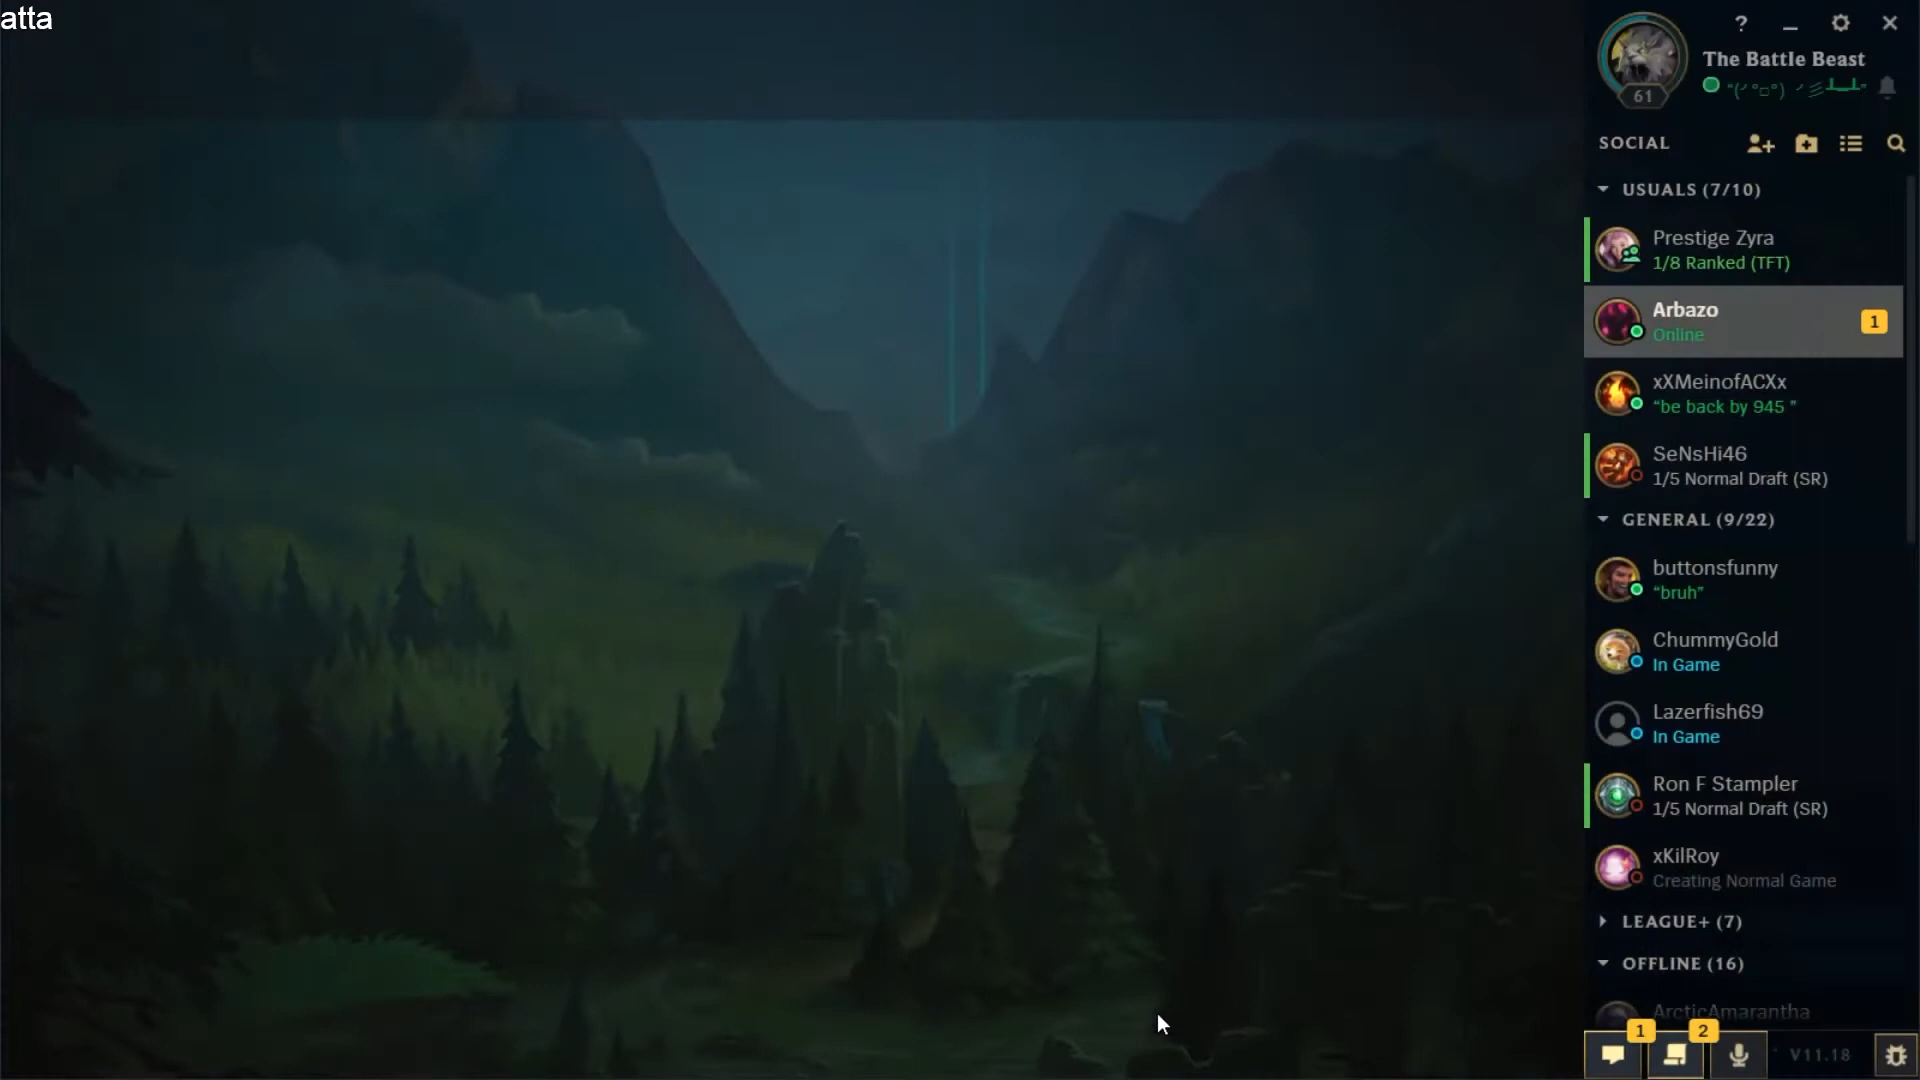 atta
?
The Battle Beast
"(╯°□°)╯彡┻━┻"
61
SOCIAL
USUALS (7/10)
Prestige Zyra
1/8 Ranked (TFT)
Arbazo
Online
1
xXMeinofACXx
“be back by 945 ”
SeNsHi46
1/5 Normal Draft (SR)
GENERAL (9/22)
buttonsfunny
“bruh”
ChummyGold
In Game
Lazerfish69
In Game
Ron F Stampler
1/5 Normal Draft (SR)
xKilRoy
Creating Normal Game
LEAGUE+ (7)
OFFLINE (16)
ArcticAmarantha
1
2
V11.18